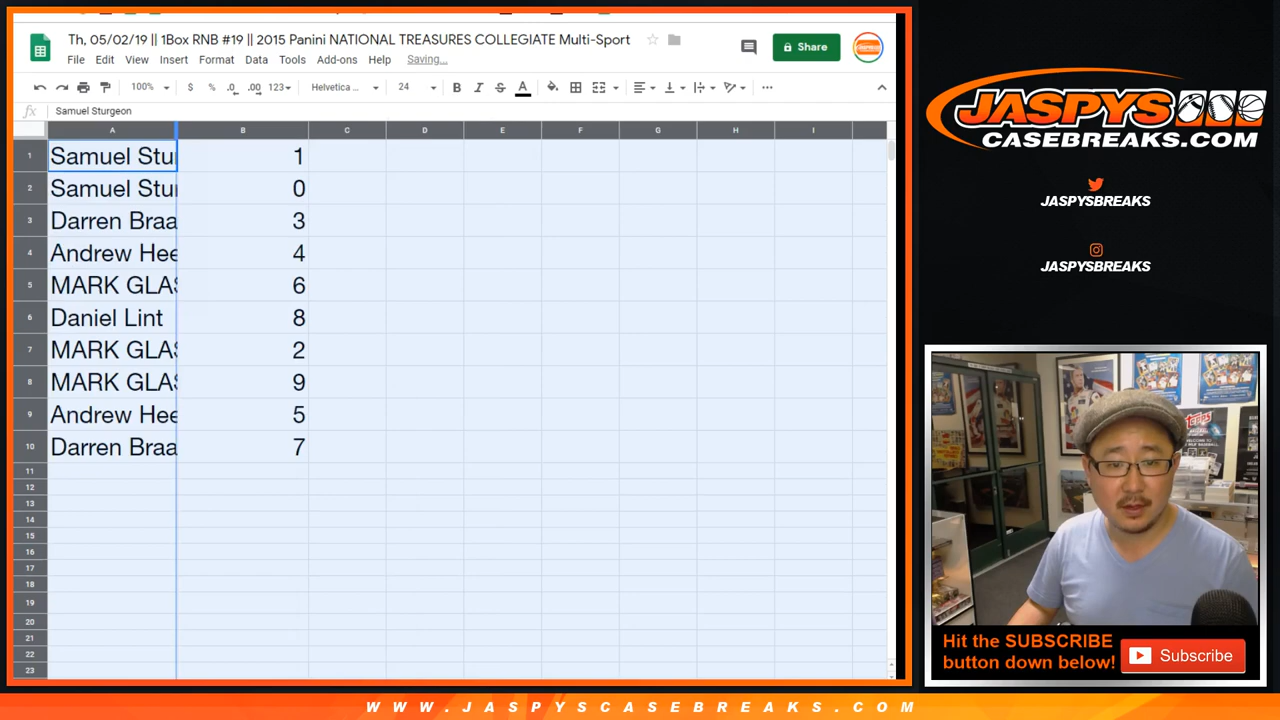 Th, 05/02/19 || 1Box RNB #19 || 2015 Panini NATIONAL TREASURES COLLEGIATE Multi-Sport
Share
File Edit View Insert Format Data Tools Add-ons Help Saving...
100% $ % .0 .00 123 Helvetica ... 24 B I S A
fx Samuel Sturgeon
A B C D E F G H I
1 Samuel Stu 1
2 Samuel Stu 0
3 Darren Braa 3
4 Andrew Hee 4
5 MARK GLAS 6
6 Daniel Lint 8
7 MARK GLAS 2
8 MARK GLAS 9
9 Andrew Hee 5
10 Darren Braa 7
11
12
13
14
15
16
17
18
19
20
21
22
23
JASPYS
CASEBREAKS.COM
JASPYSBREAKS
JASPYSBREAKS
TOPPS
Hit the SUBSCRIBE
button down below!
Subscribe
WWW.JASPYSCASEBREAKS.COM